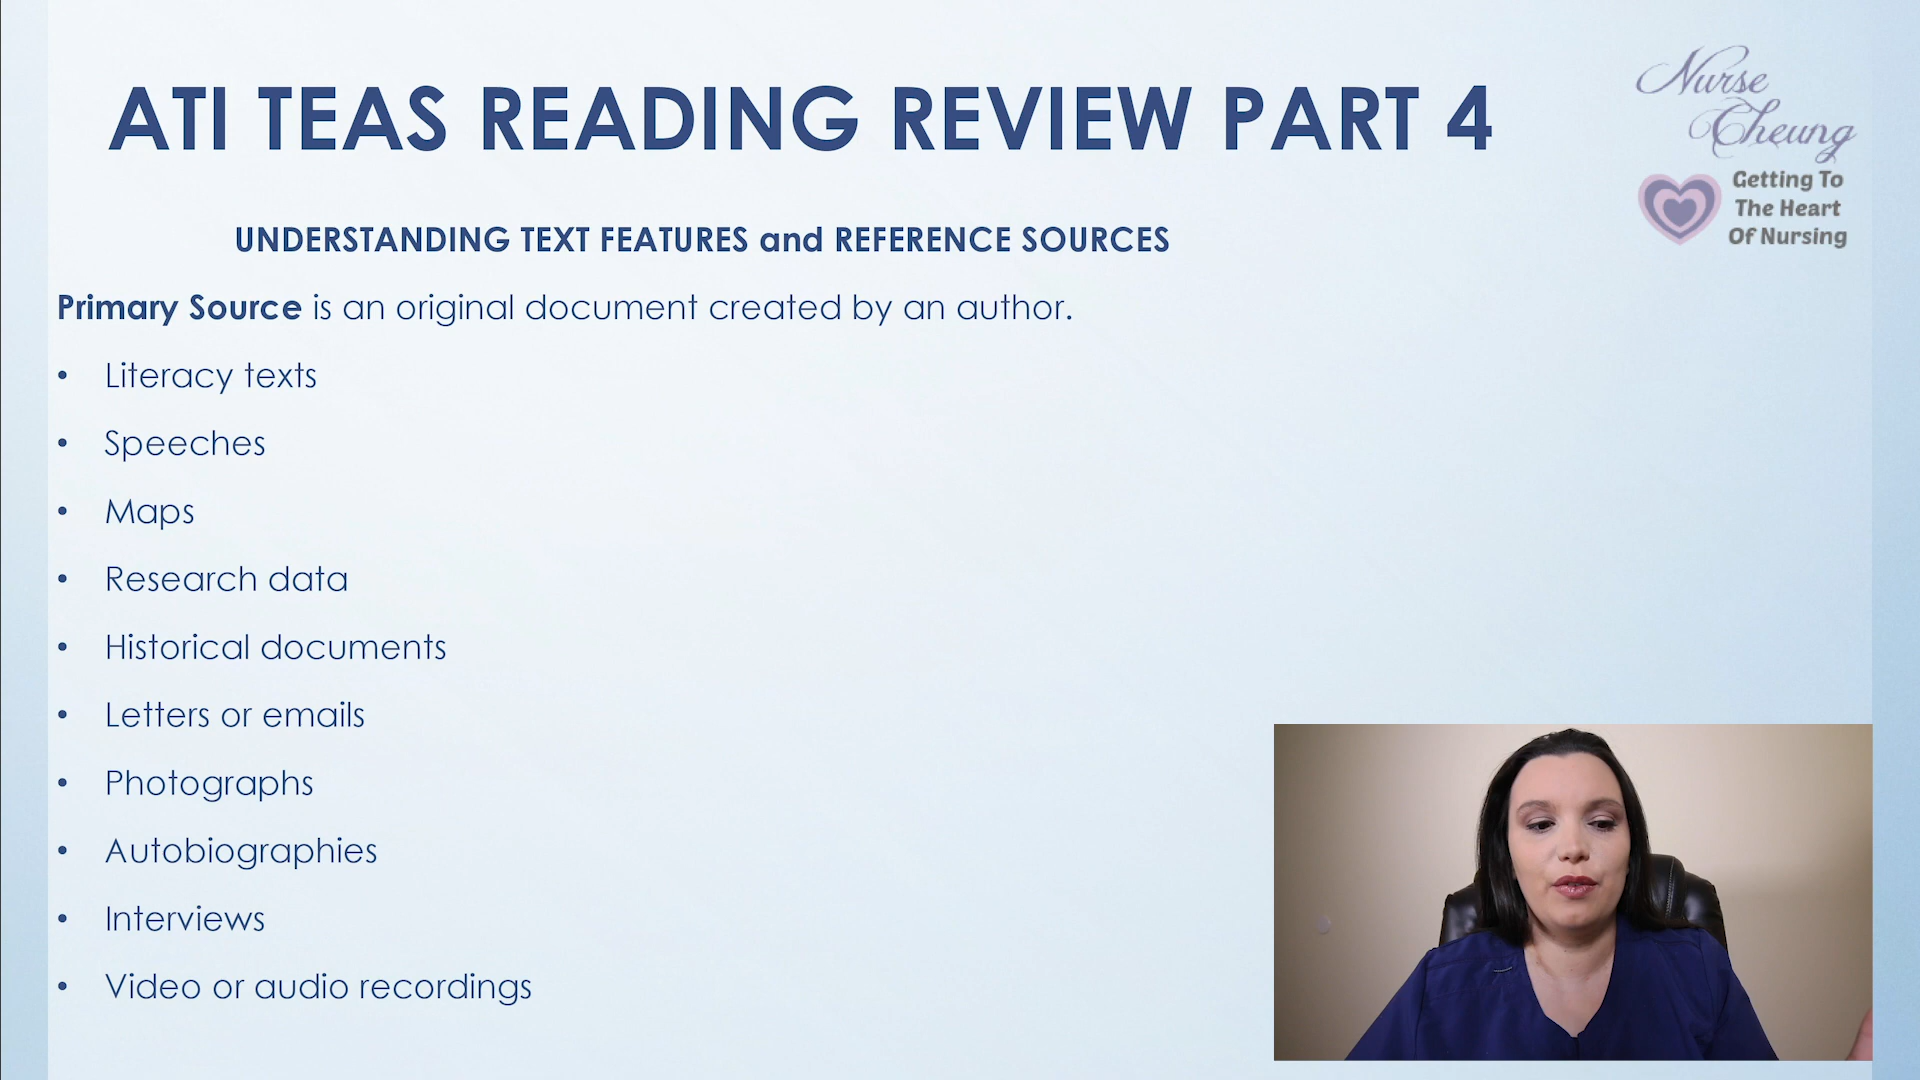 ATI TEAS READING REVIEW PART 4
Nurse
Cheung
Getting To
The Heart
Of Nursing
UNDERSTANDING TEXT FEATURES and REFERENCE SOURCES
Primary Source is an original document created by an author.
• Literacy texts
• Speeches
• Maps
• Research data
• Historical documents
• Letters or emails
• Photographs
• Autobiographies
• Interviews
• Video or audio recordings